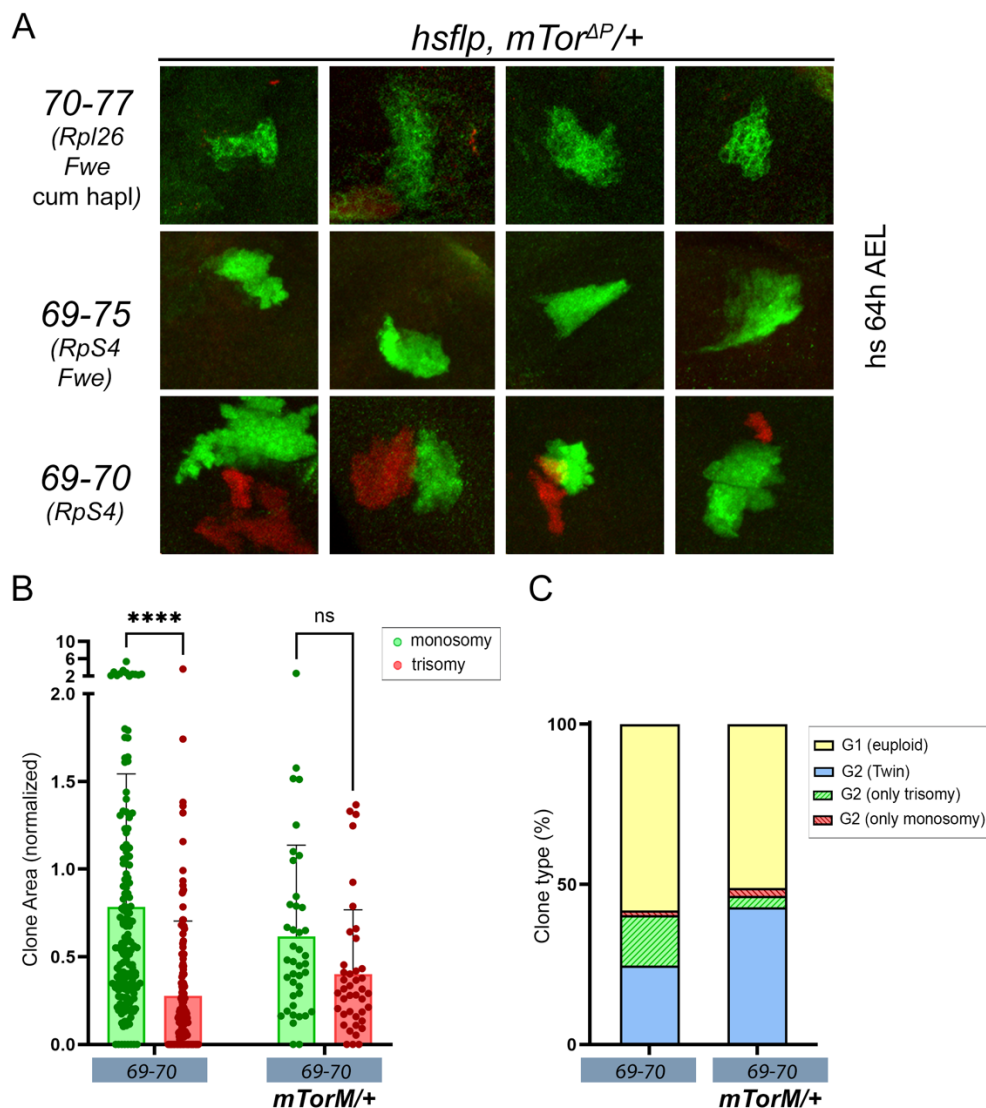 A
hsflp, mTor^ΔP/+
70-77
(Rpl26
Fwe
cum hapl)
69-75
(RpS4
Fwe)
69-70
(RpS4)
hs 64h AEL
B
****
ns
monosomy
trisomy
Clone Area (normalized)
10
6
2
2.0
1.5
1.0
0.5
0.0
69-70
69-70
mTorM/+
C
Clone type (%)
100
50
0
G1 (euploid)
G2 (Twin)
G2 (only trisomy)
G2 (only monosomy)
69-70
69-70
mTorM/+